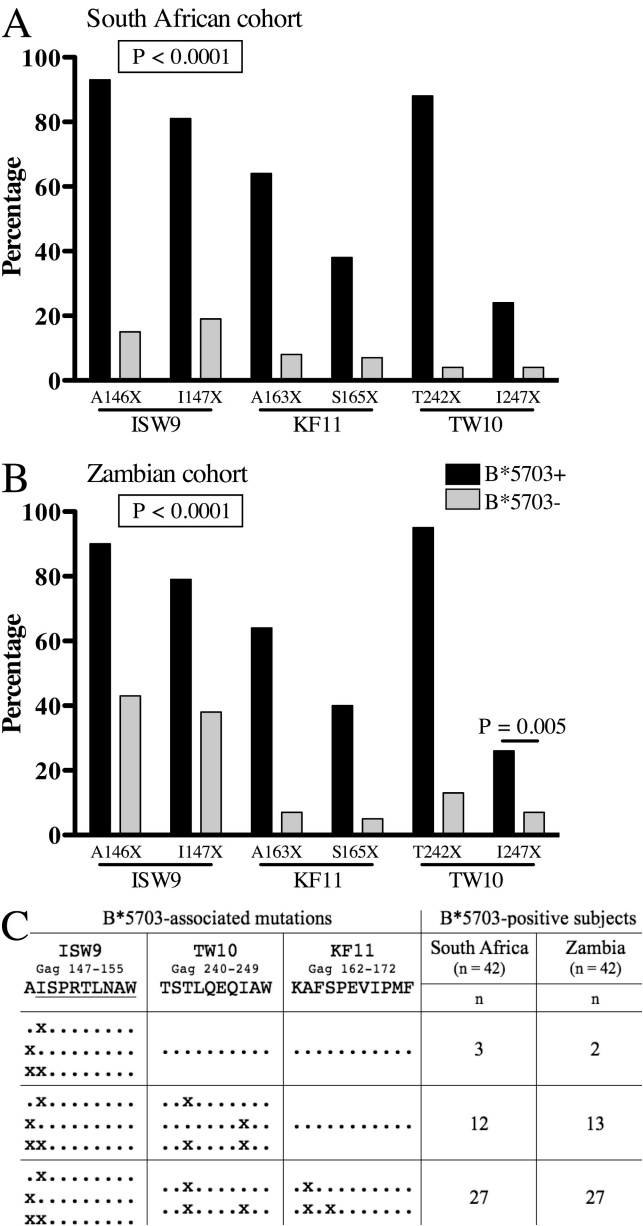 A South African cohort
P < 0.0001
Percentage
100
80
60
40
20
0
A146X I147X A163X S165X T242X I247X
ISW9 KF11 TW10
B Zambian cohort
B*5703+
B*5703-
P < 0.0001
Percentage
100
80
60
40
20
0
P = 0.005
A146X I147X A163X S165X T242X I247X
ISW9 KF11 TW10
C B*5703-associated mutations B*5703-positive subjects
ISW9 TW10 KF11 South Africa Zambia
Gag 147-155 Gag 240-249 Gag 162-172 (n = 42) (n = 42)
AISPRTLNAW TSTLQEQIAW KAFSPEVIPMF
n n
.x........
x......... .......... ........... 3 2
xx........
.x........ ..x.......
x......... .......x.. ........... 12 13
xx........ ..x....x..
.x........
x......... ..x....... .x......... 27 27
xx........ ..x....x.. .x.x.......